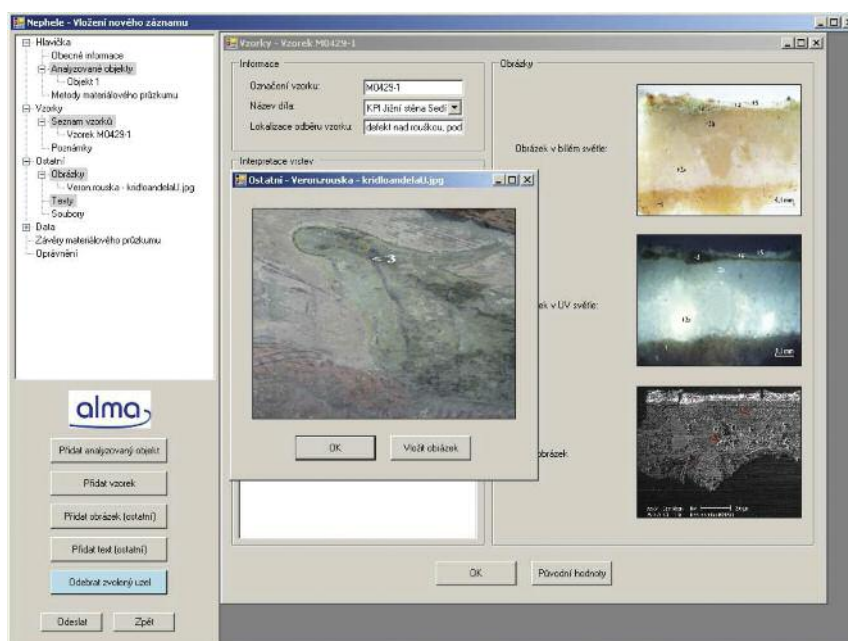 Nephele - Vložení nového záznamu
Hlavička
Obecné informace
Analyzované objekty
Objekt 1
Metody materiálového průzkumu
Vzorky
Seznam vzorků
Vzorek M0429-1
Poznámky
Ostatní
Obrázky
Veron.rouska - kridloandelaIJ.jpg
Texty
Soubory
Data
Závěry materiálového průzkumu
Oprávnění
alma
Přidat analyzovaný objekt
Přidat vzorek
Přidat obrázek (ostatní)
Přidat text (ostatní)
Odebrat zvolený uzel
Odeslat
Zpět
Vzorky - Vzorek M0429-1
Informace
Označení vzorku:
M0429-1
Název díla:
KPI Jižní stěna Sedí
Lokalizace odběru vzorku:
defekt nad rouškou, pod
Interpretace vrstev
Obrázky
Obrázek v bílém světle:
ek v UV světle:
obrázek
Ostatní - Veron.rouska - kridloandelaIJ.jpg
3
OK
Vložit obrázek
OK
Původní hodnoty